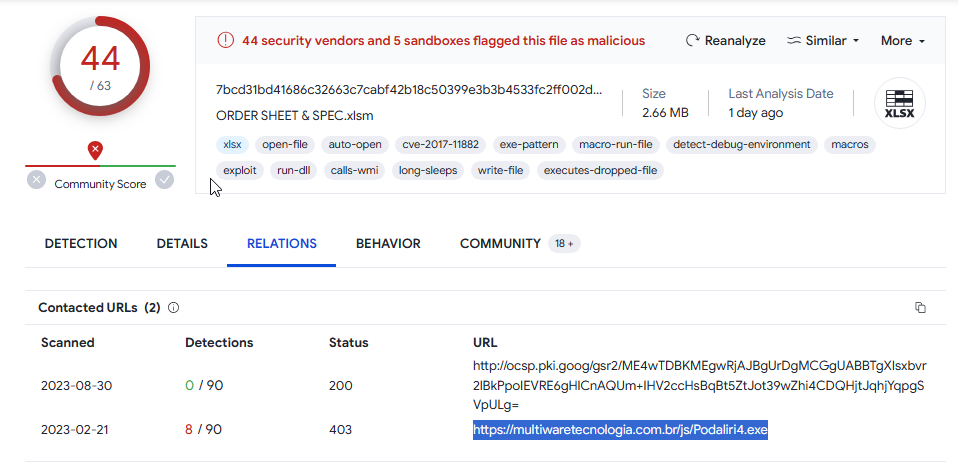 44
/ 63
Community Score
44 security vendors and 5 sandboxes flagged this file as malicious
Reanalyze Similar More
7bcd31bd41686c32663c7cabf42b18c50399e3b3b4533fc2ff002d...
ORDER SHEET & SPEC.xlsm
Size
2.66 MB
Last Analysis Date
1 day ago
XLSX
xlsx open-file auto-open cve-2017-11882 exe-pattern macro-run-file detect-debug-environment macros
exploit run-dll calls-wmi long-sleeps write-file executes-dropped-file
DETECTION DETAILS RELATIONS BEHAVIOR COMMUNITY 18 +
Contacted URLs (2)
Scanned Detections Status URL
2023-08-30 0 / 90 200
http://ocsp.pki.goog/gsr2/ME4wTDBKMEgwRjAJBgUrDgMCGgUABBTgXIsxbvr
2lBkPpoIEVRE6gHlCnAQUm+IHV2ccHsBqBt5ZtJot39wZhi4CDQHjtJqhjYqpgS
VpULg=
2023-02-21 8 / 90 403 https://multiwaretecnologia.com.br/js/Podaliri4.exe